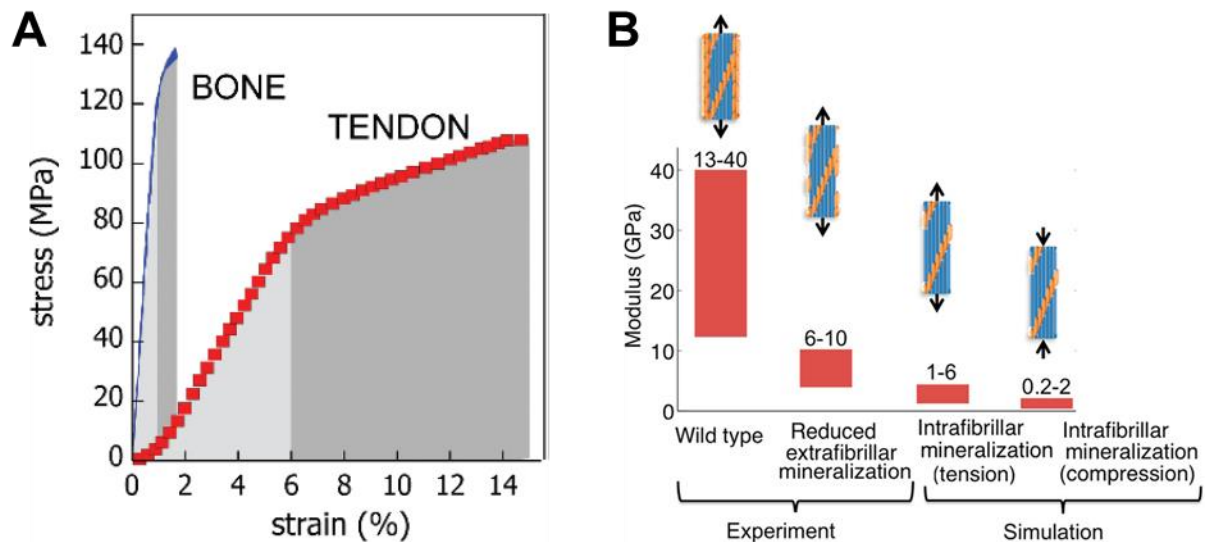 A
140
120
100
80
60
40
20
0
stress (MPa)
BONE
TENDON
0 2 4 6 8 10 12 14
strain (%)
B
40
30
20
10
0
Modulus (GPa)
13-40
6-10
1-6
0.2-2
Wild type
Reduced
extrafibrillar
mineralization
Intrafibrillar
mineralization
(tension)
Intrafibrillar
mineralization
(compression)
Experiment
Simulation